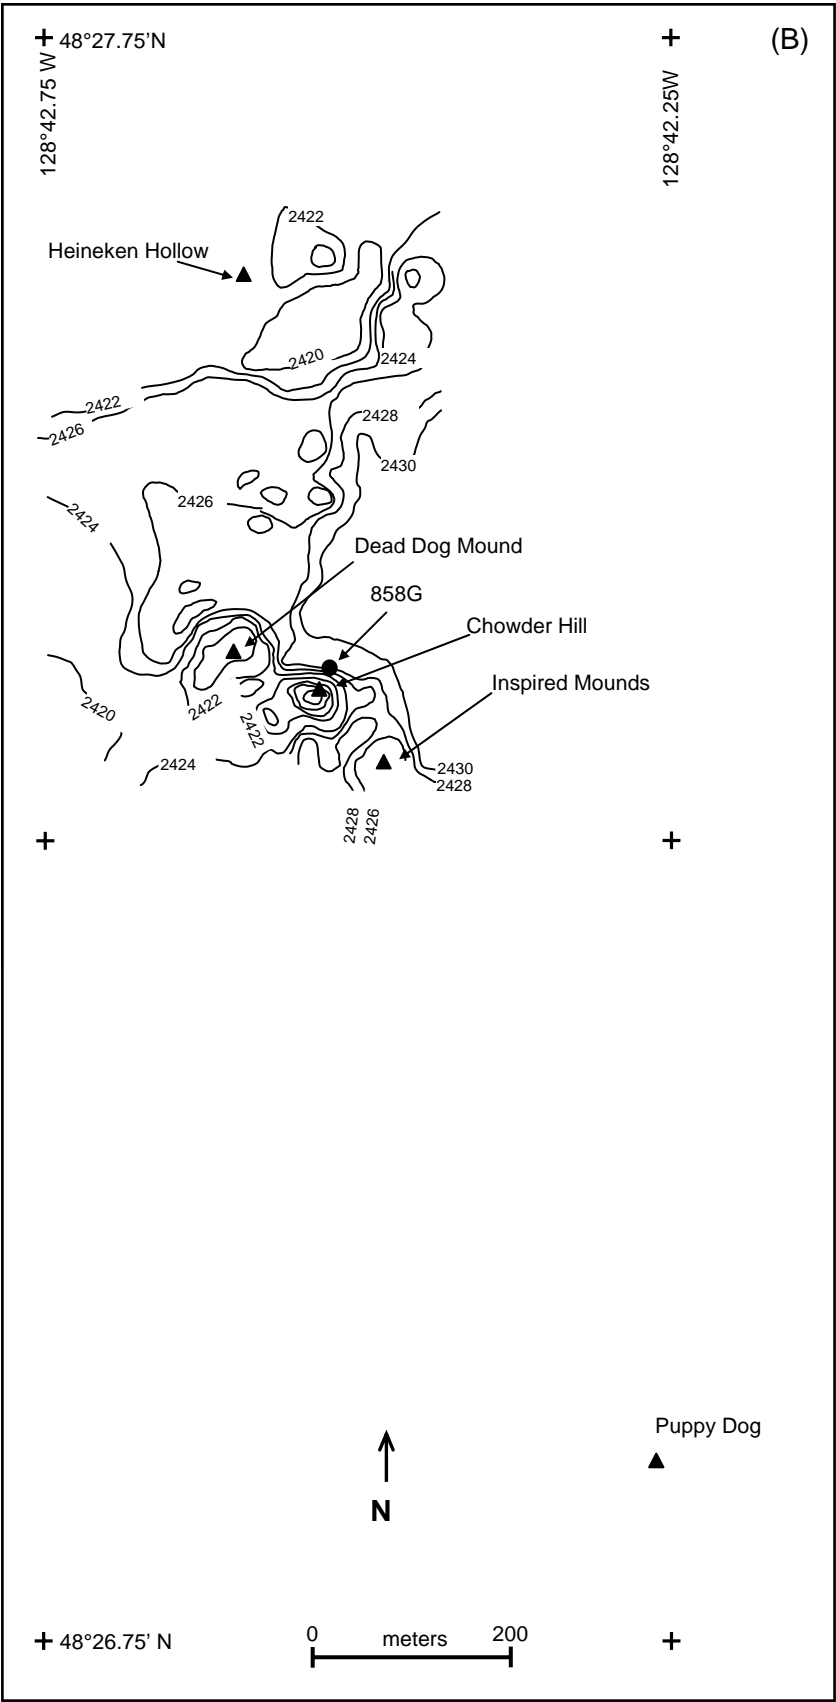 48°27.75'N
(B)
128°42.75 W
128°42.25W
2422
Heineken Hollow
2420
2424
2422
2426
2428
2430
2426
2424
Dead Dog Mound
858G
Chowder Hill
Inspired Mounds
2420
2422
2422
2424
2430
2428
2428
2426
Puppy Dog
N
48°26.75' N
0 meters 200